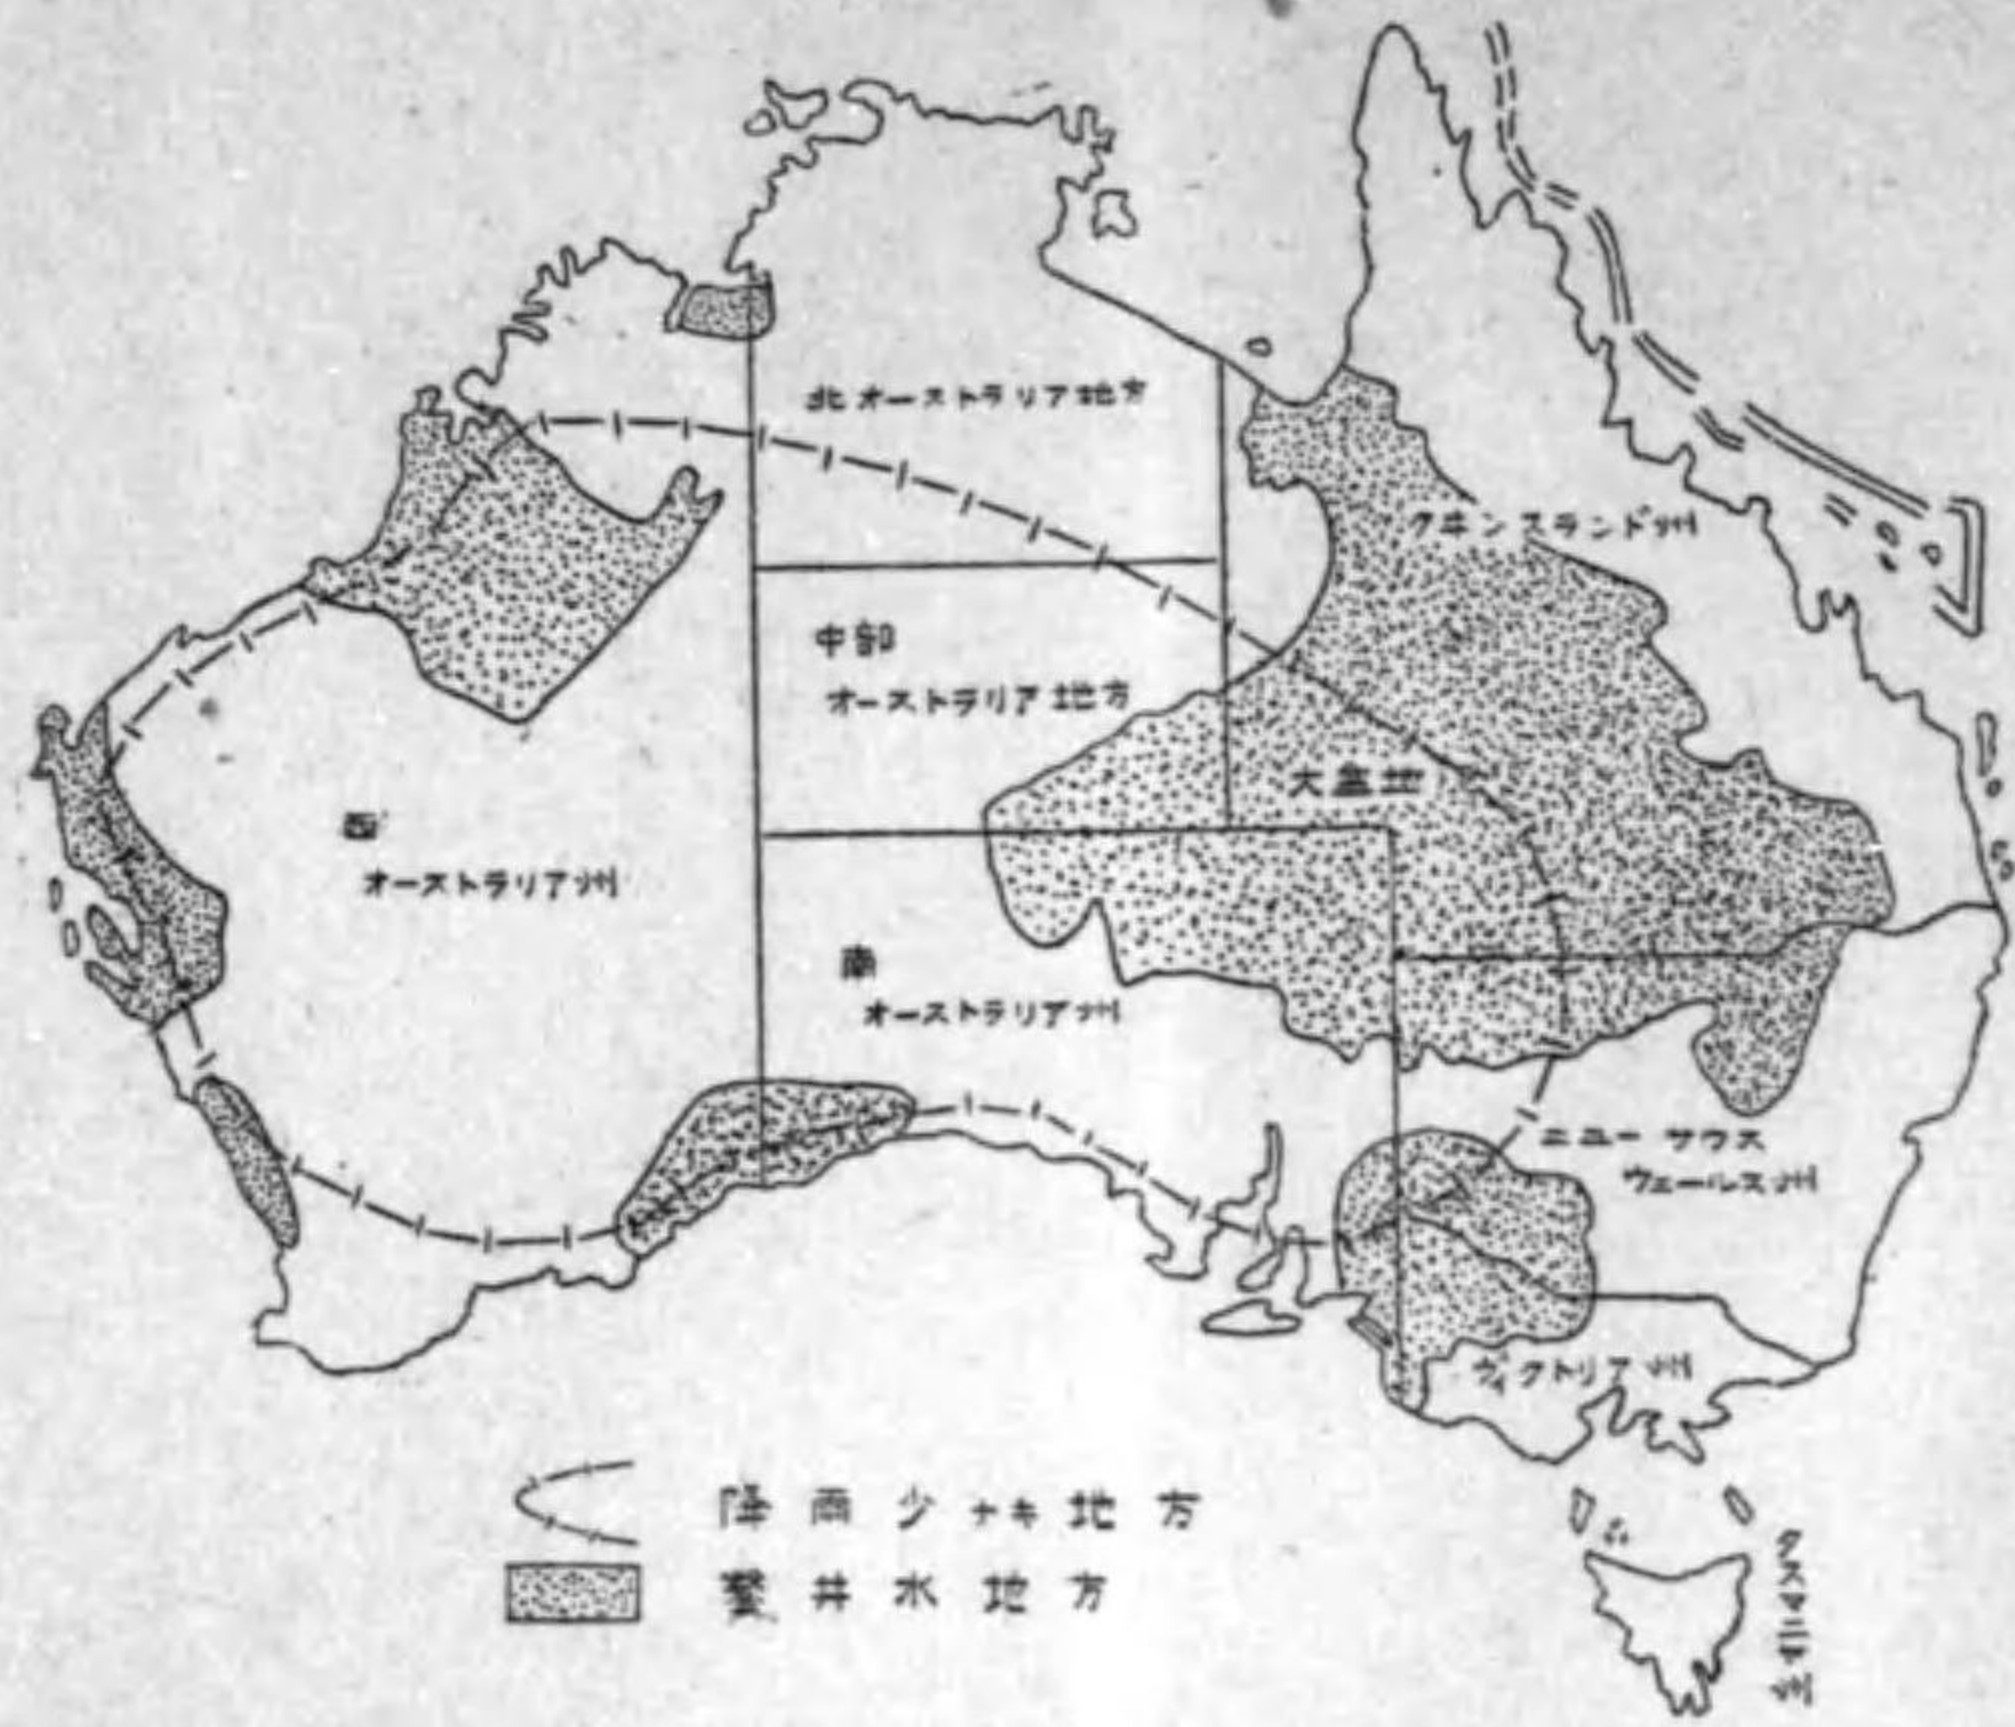 北オーストラリア地方
クヰンスランド州
中部
オーストラリア地方
大盆地
西
オーストラリア州
南
オーストラリア州
ニユー サウス
ウェールス州
ヴィクトリア州
タスマニヤ州
降雨少ナキ地方
鑿井水地方